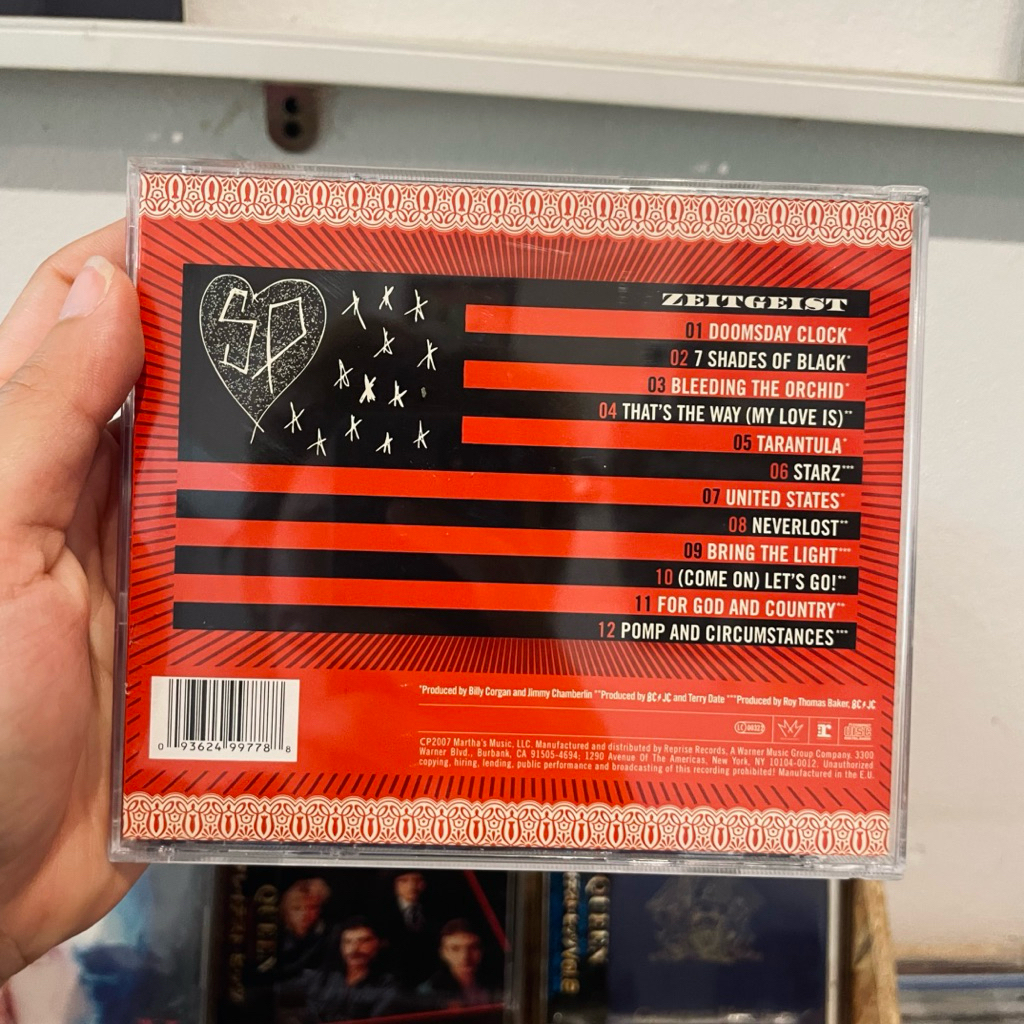 SP
ZEITGEIST
01 DOOMSDAY CLOCK*
02 7 SHADES OF BLACK*
03 BLEEDING THE ORCHID*
04 THAT'S THE WAY (MY LOVE IS)**
05 TARANTULA*
06 STARZ***
07 UNITED STATES*
08 NEVERLOST**
09 BRING THE LIGHT***
10 (COME ON) LET'S GO!**
11 FOR GOD AND COUNTRY**
12 POMP AND CIRCUMSTANCES***
*Produced by Billy Corgan and Jimmy Chamberlin **Produced by BC⚡JC and Terry Date ***Produced by Roy Thomas Baker, BC⚡JC
0 93624 99778 8
CP2007 Martha's Music, LLC. Manufactured and distributed by Reprise Records, A Warner Music Group Company. 3300
Warner Blvd., Burbank, CA 91505-4694; 1290 Avenue Of The Americas, New York, NY 10104-0012. Unauthorized
copying, hiring, lending, public performance and broadcasting of this recording prohibited! Manufactured in the E.U.
QUEEN
QUEEN